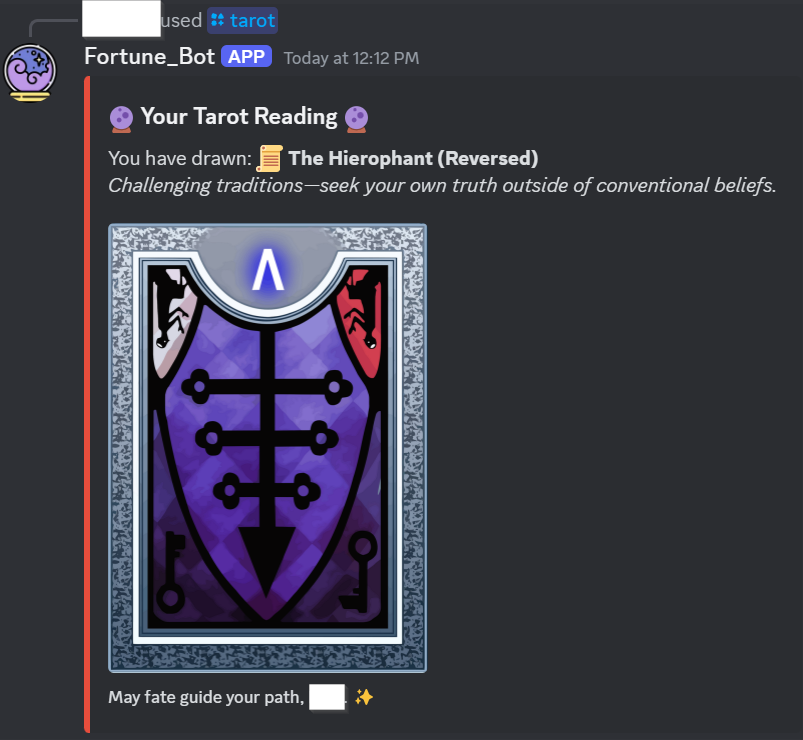 used tarot
Fortune_Bot APP Today at 12:12 PM
🔮 Your Tarot Reading 🔮
You have drawn: 📜 The Hierophant (Reversed)
Challenging traditions—seek your own truth outside of conventional beliefs.
Λ
May fate guide your path, . ✨